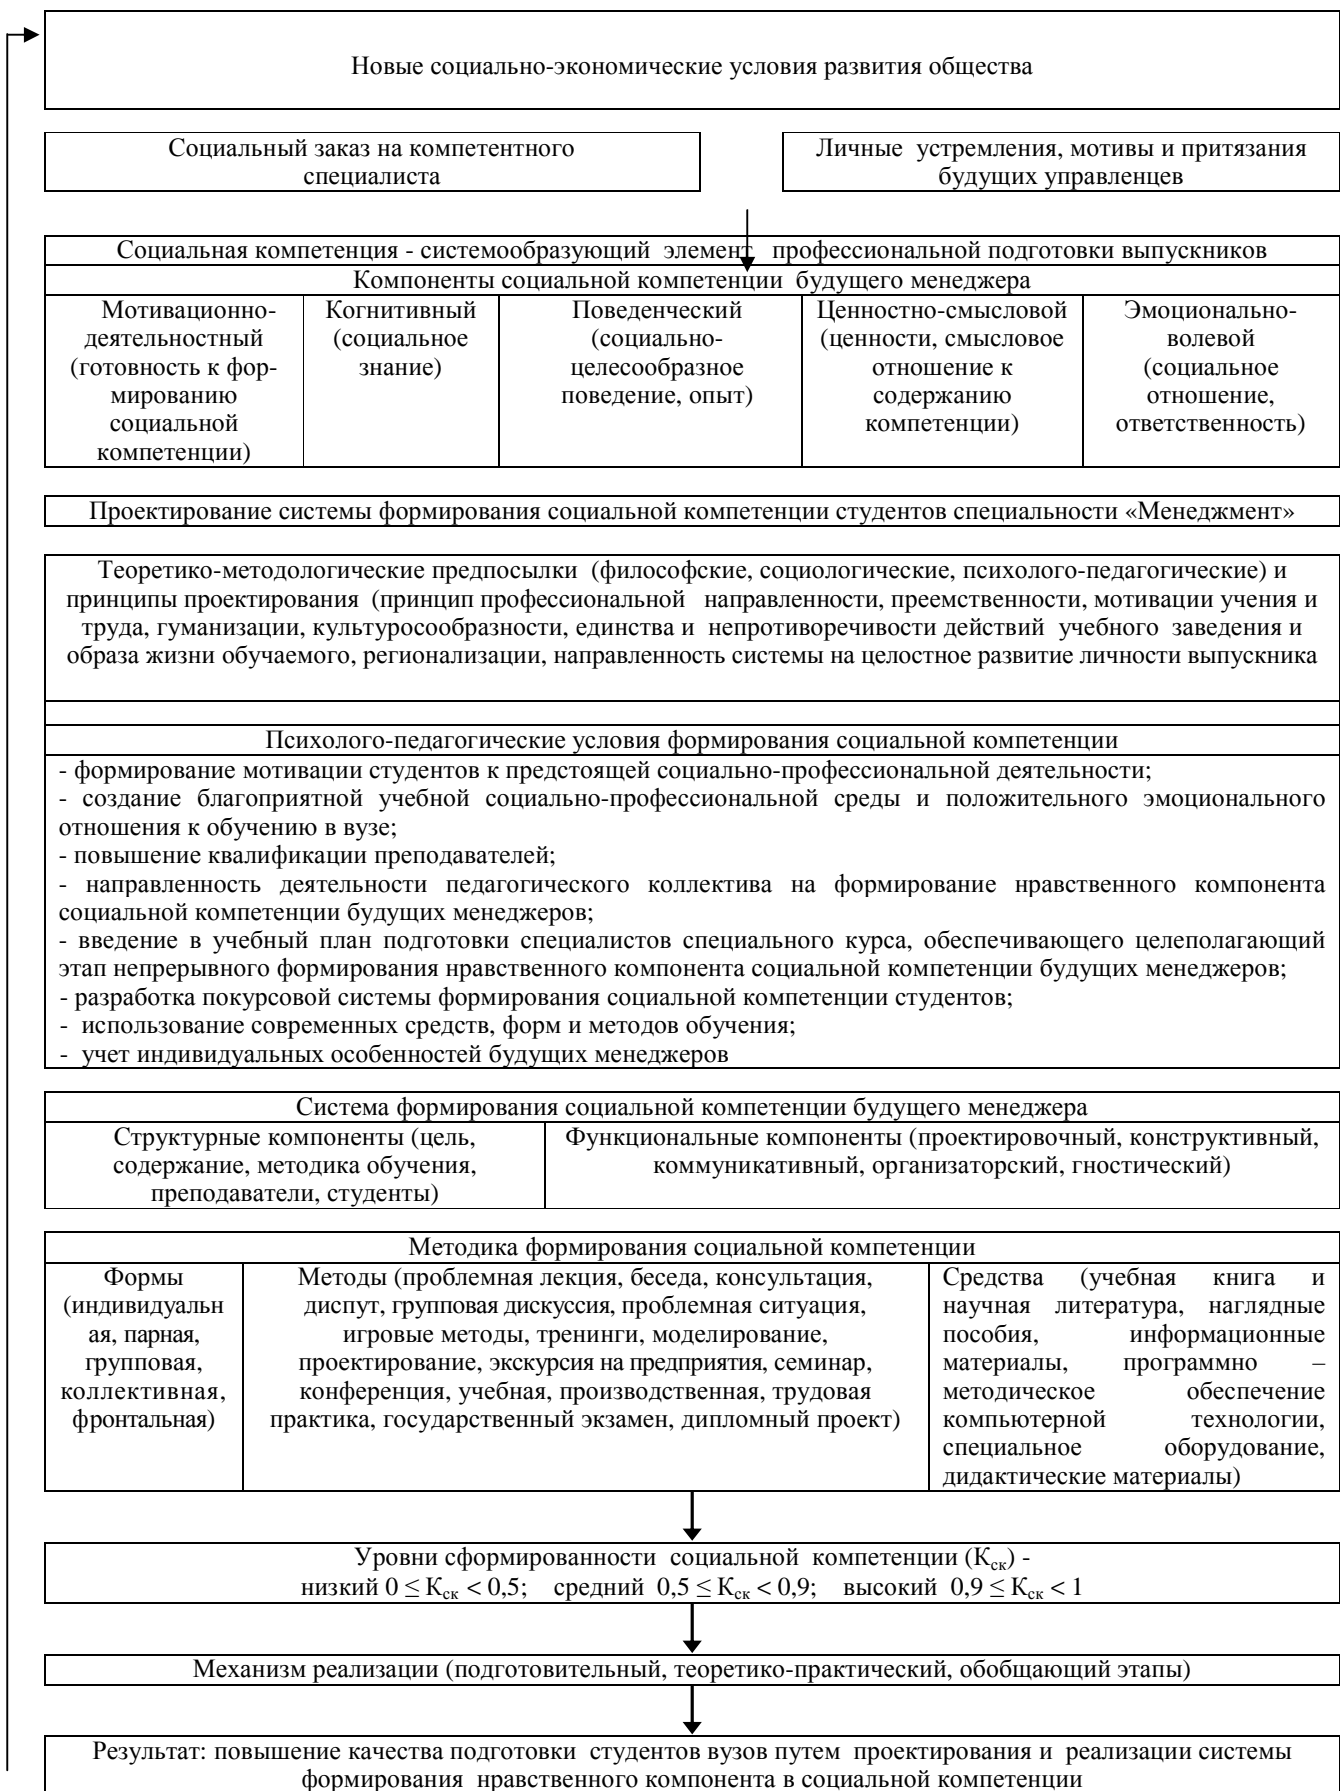 Новые социально-экономические условия развития общества
Социальный заказ на компетентного
специалиста
Личные устремления, мотивы и притязания
будущих управленцев
Социальная компетенция - системообразующий элемент профессиональной подготовки выпускников
Компоненты социальной компетенции будущего менеджера
Мотивационно-
деятельностный
(готовность к фор-
мированию
социальной
компетенции)
Когнитивный
(социальное
знание)
Поведенческий
(социально-
целесообразное
поведение, опыт)
Ценностно-смысловой
(ценности, смысловое
отношение к
содержанию
компетенции)
Эмоционально-
волевой
(социальное
отношение,
ответственность)
Проектирование системы формирования социальной компетенции студентов специальности «Менеджмент»
Теоретико-методологические предпосылки (философские, социологические, психолого-педагогические) и
принципы проектирования (принцип профессиональной направленности, преемственности, мотивации учения и
труда, гуманизации, культуросообразности, единства и непротиворечивости действий учебного заведения и
образа жизни обучаемого, регионализации, направленность системы на целостное развитие личности выпускника
Психолого-педагогические условия формирования социальной компетенции
- формирование мотивации студентов к предстоящей социально-профессиональной деятельности;
- создание благоприятной учебной социально-профессиональной среды и положительного эмоционального
отношения к обучению в вузе;
- повышение квалификации преподавателей;
- направленность деятельности педагогического коллектива на формирование нравственного компонента
социальной компетенции будущих менеджеров;
- введение в учебный план подготовки специалистов специального курса, обеспечивающего целеполагающий
этап непрерывного формирования нравственного компонента социальной компетенции будущих менеджеров;
- разработка покурсовой системы формирования социальной компетенции студентов;
- использование современных средств, форм и методов обучения;
- учет индивидуальных особенностей будущих менеджеров
Система формирования социальной компетенции будущего менеджера
Структурные компоненты (цель,
содержание, методика обучения,
преподаватели, студенты)
Функциональные компоненты (проектировочный, конструктивный,
коммуникативный, организаторский, гностический)
Методика формирования социальной компетенции
Формы
(индивидуальн
ая, парная,
групповая,
коллективная,
фронтальная)
Методы (проблемная лекция, беседа, консультация,
диспут, групповая дискуссия, проблемная ситуация,
игровые методы, тренинги, моделирование,
проектирование, экскурсия на предприятия, семинар,
конференция, учебная, производственная, трудовая
практика, государственный экзамен, дипломный проект)
Средства (учебная книга и
научная литература, наглядные
пособия, информационные
материалы, программно –
методическое обеспечение
компьютерной технологии,
специальное оборудование,
дидактические материалы)
Уровни сформированности социальной компетенции (Кск) -
низкий 0 ≤ Кск < 0,5; средний 0,5 ≤ Кск < 0,9; высокий 0,9 ≤ Кск < 1
Механизм реализации (подготовительный, теоретико-практический, обобщающий этапы)
Результат: повышение качества подготовки студентов вузов путем проектирования и реализации системы
формирования нравственного компонента в социальной компетенции